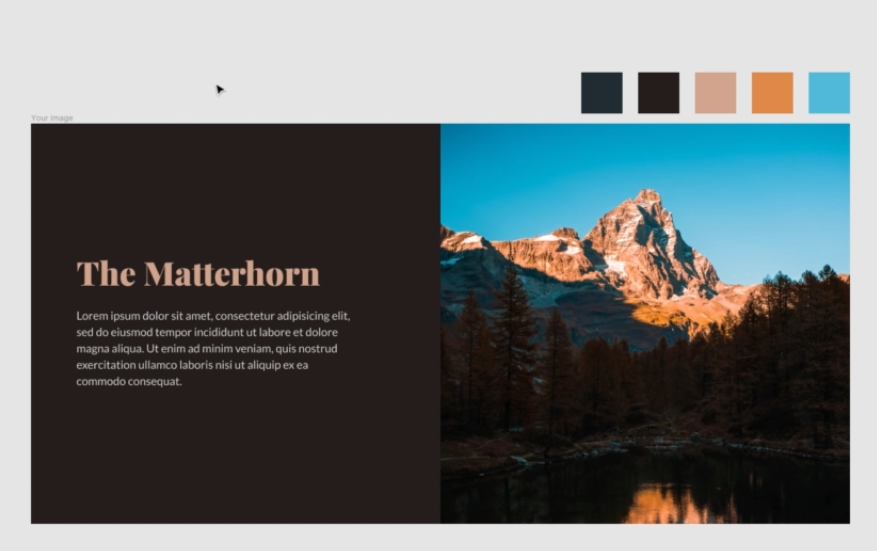 Your Image
The Matterhorn
Lorem ipsum dolor sit amet, consectetur adipisicing elit,
sed do eiusmod tempor incididunt ut labore et dolore
magna aliqua. Ut enim ad minim veniam, quis nostrud
exercitation ullamco laboris nisi ut aliquip ex ea
commodo consequat.